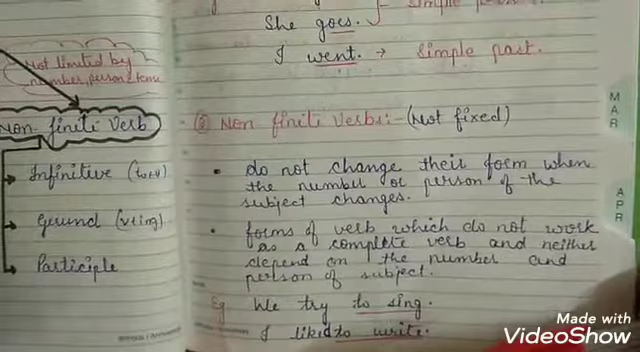 Not limited by
number, person & tense
Non-finite Verb
Infinitive (to+v)
Gerund (v+ing)
Participle
She goes.
I went. → Simple past.
Non finite Verbs:- (Not fixed)
• do not change their form when
the number or person of the
subject changes.
• forms of verb which do not work
as a complete verb and neither
depend on the number and
person of subject.
Eg We try to sing.
I liked to write.
MAR
APR
Made with
VideoShow